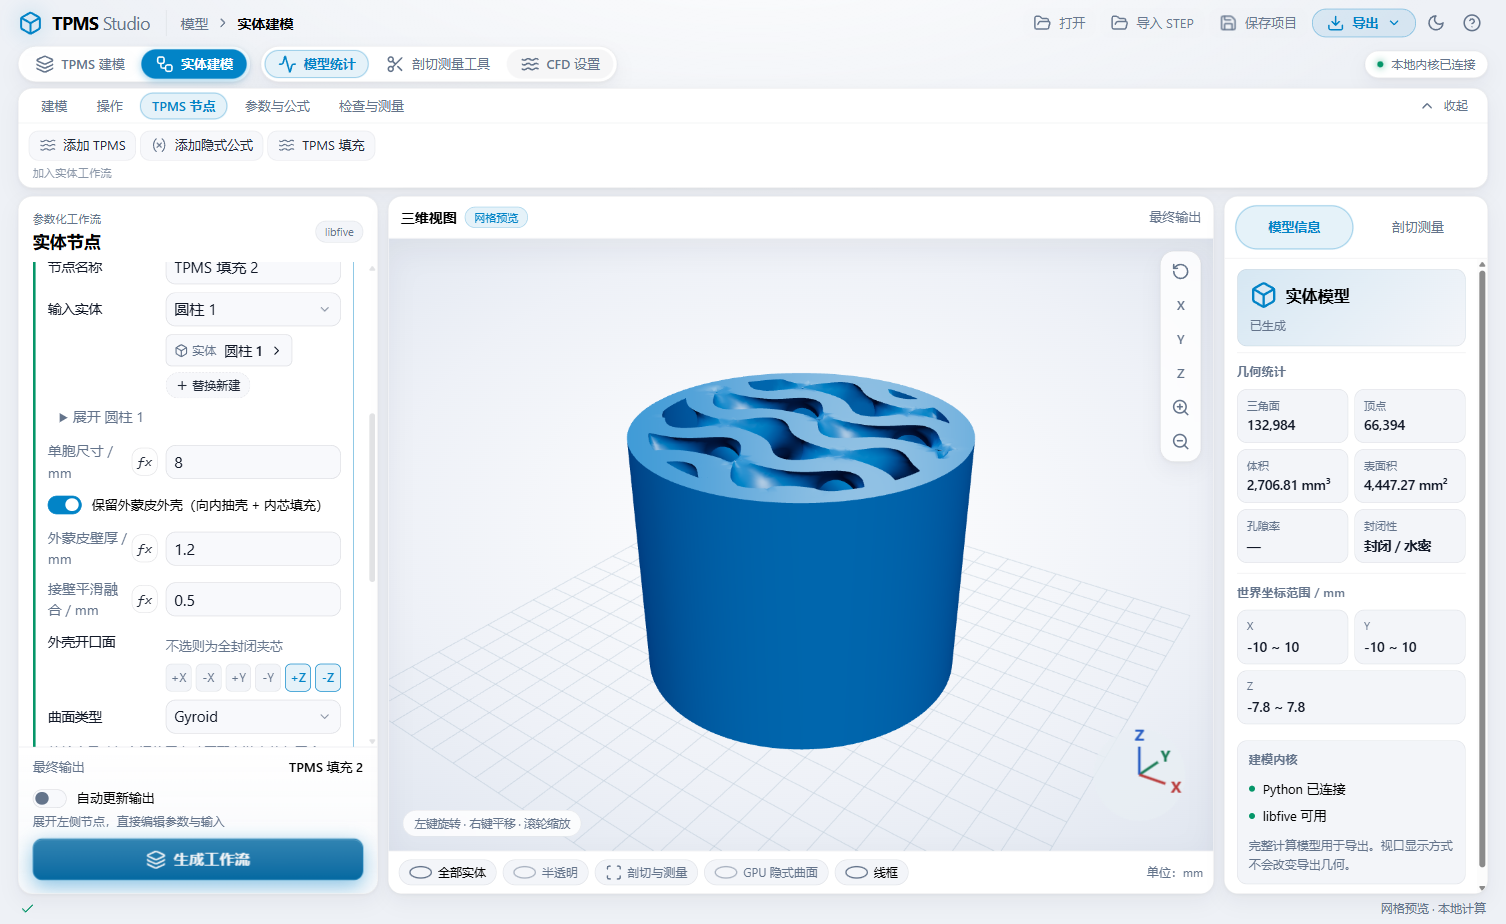 TPMS Studio
模型 > 实体建模
打开
导入 STEP
保存项目
导出
TPMS 建模
实体建模
模型统计
剖切测量工具
CFD 设置
本地内核已连接
建模
操作
TPMS 节点
参数与公式
检查与测量
收起
添加 TPMS
(x) 添加隐式公式
TPMS 填充
加入实体工作流
参数化工作流
实体节点
libfive
节点名称
TPMS 填充 2
输入实体
圆柱 1
实体 圆柱 1 >
+ 替换新建
▶ 展开 圆柱 1
单胞尺寸 /
mm
fx
8
保留外蒙皮外壳（向内抽壳 + 内芯填充）
外蒙皮壁厚 /
mm
fx
1.2
接壁平滑融
合 / mm
fx
0.5
外壳开口面
不选则为全封闭夹芯
+X
-X
+Y
-Y
+Z
-Z
曲面类型
Gyroid
最终输出
TPMS 填充 2
自动更新输出
展开左侧节点，直接编辑参数与输入
生成工作流
三维视图
网格预览
最终输出
X
Y
Z
Z
Y
X
左键旋转 · 右键平移 · 滚轮缩放
全部实体
半透明
剖切与测量
GPU 隐式曲面
线框
单位：mm
模型信息
剖切测量
实体模型
已生成
几何统计
三角面
132,984
顶点
66,394
体积
2,706.81 mm³
表面积
4,447.27 mm²
孔隙率
—
封闭性
封闭 / 水密
世界坐标范围 / mm
X
-10 ~ 10
Y
-10 ~ 10
Z
-7.8 ~ 7.8
建模内核
Python 已连接
libfive 可用
完整计算模型用于导出。视口显示方式
不会改变导出几何。
网格预览 · 本地计算